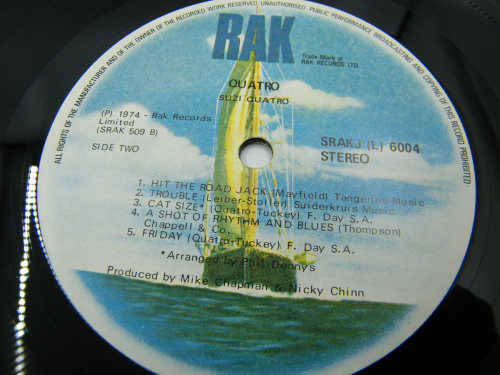 ALL RIGHTS OF THE MANUFACTURER AND OF THE OWNER OF THE RECORDED WORK RESERVED. UNAUTHORISED PUBLIC PERFORMANCE BROADCASTING AND COPYING OF THIS RECORD PROHIBITED
RAK
Trade Mark of
RAK RECORDS LTD
QUATRO
SUZI QUATRO
(P) 1974 - Rak Records
Limited
(SRAK 509 B)
SRAKJ (L) 6004
STEREO
SIDE TWO
1. HIT THE ROAD JACK (Mayfield) Tangerine Music
2. TROUBLE (Leiber-Stoller) Suiderkruis Music
3. CAT SIZE* (Quatro-Tuckey) F. Day S.A.
4. A SHOT OF RHYTHM AND BLUES (Thompson)
Chappell & Co.
5. FRIDAY (Quatro-Tuckey) F. Day S.A.
*Arranged by Phil Denny's
Produced by Mike Chapman & Nicky Chinn